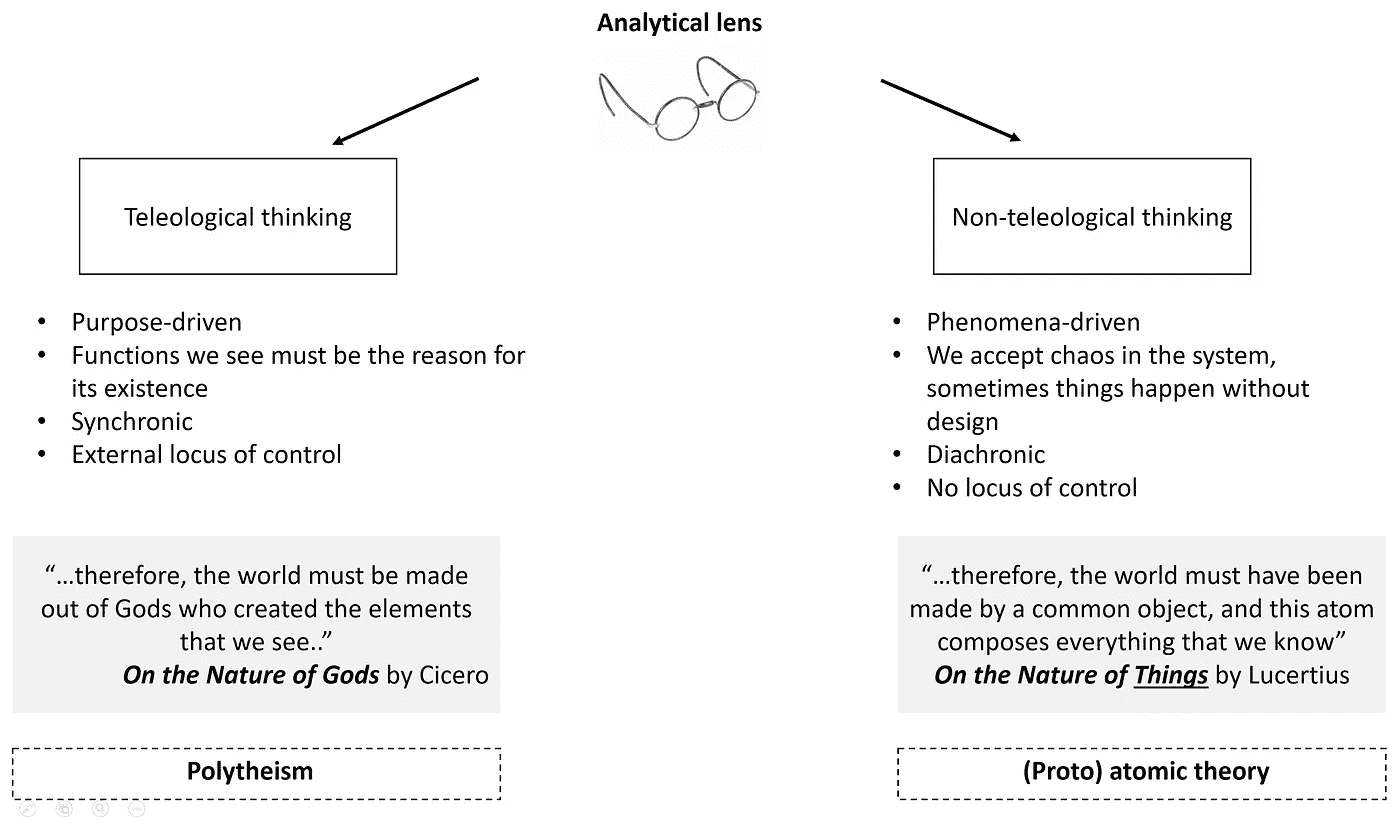 Analytical lens
Teleological thinking
• Purpose-driven
• Functions we see must be the reason for
its existence
• Synchronic
• External locus of control
“…therefore, the world must be made
out of Gods who created the elements
that we see..”
On the Nature of Gods by Cicero
Polytheism
Non-teleological thinking
• Phenomena-driven
• We accept chaos in the system,
sometimes things happen without
design
• Diachronic
• No locus of control
“…therefore, the world must have been
made by a common object, and this atom
composes everything that we know”
On the Nature of Things by Lucertius
(Proto) atomic theory